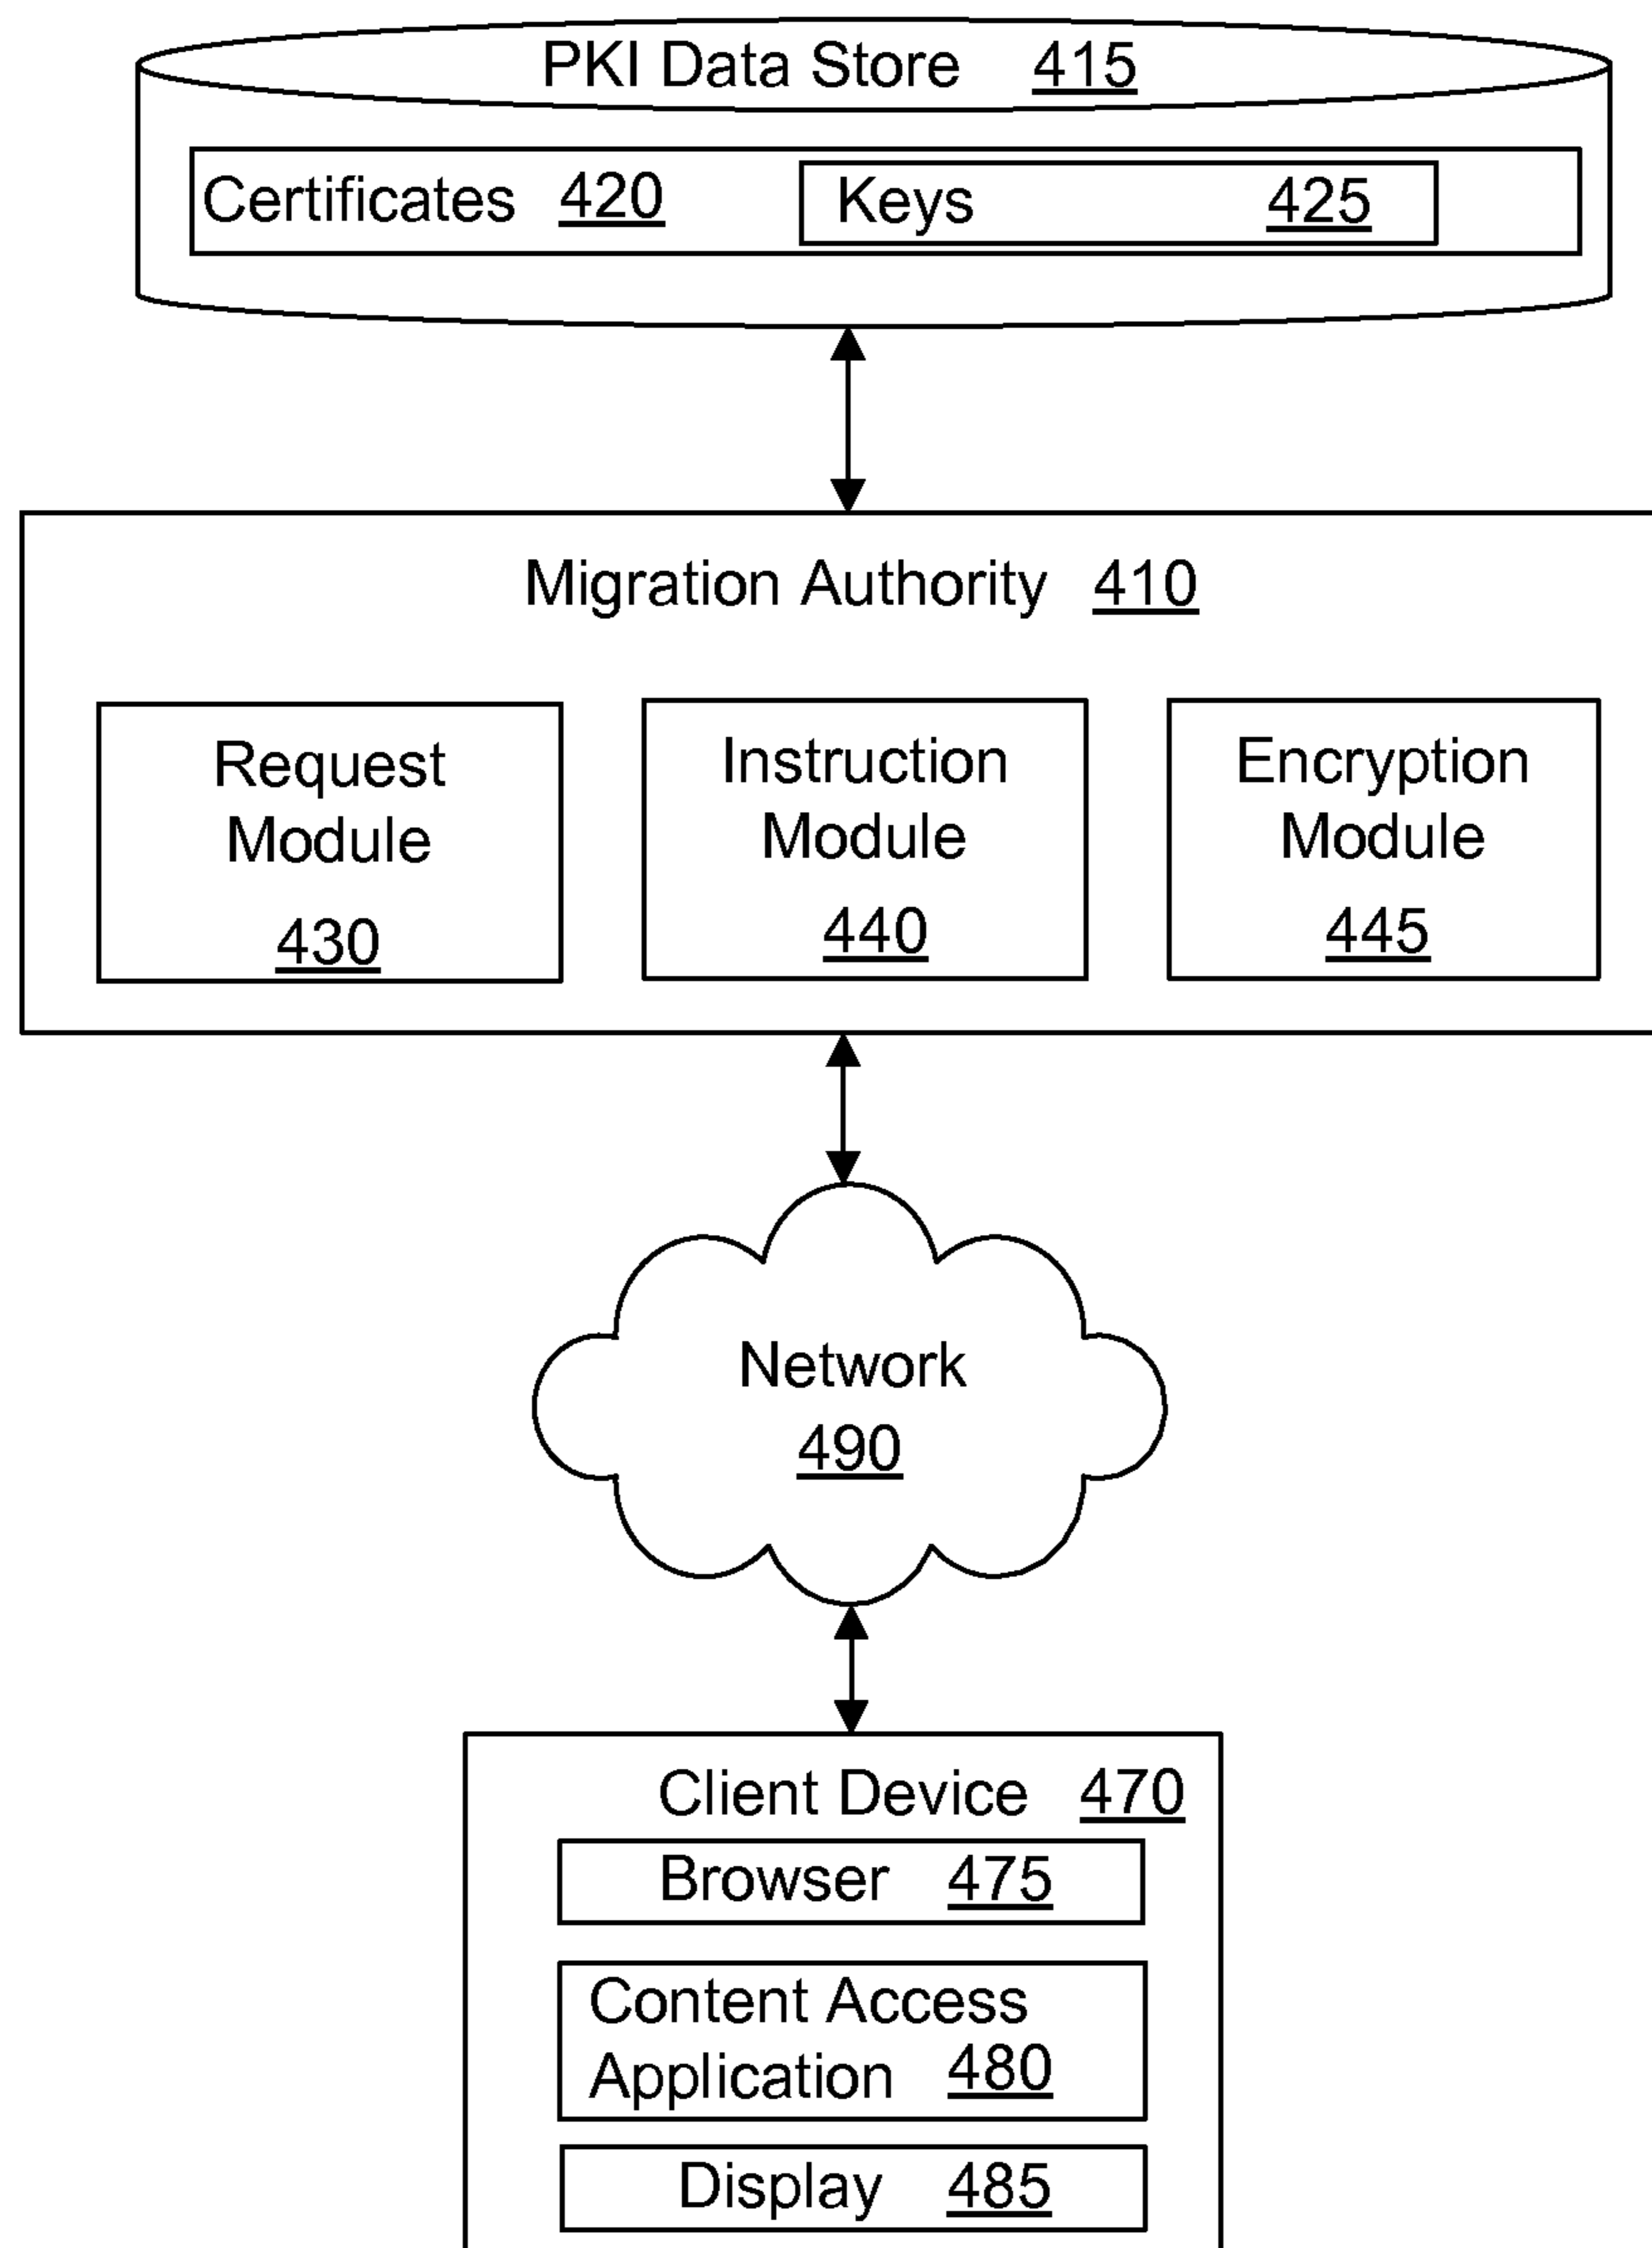 PKI Data Store 415
Certificates 420 Keys 425
Migration Authority 410
Request
Module
430
Instruction
Module
440
Encryption
Module
445
Network
490
Client Device 470
Browser 475
Content Access
Application 480
Display 485